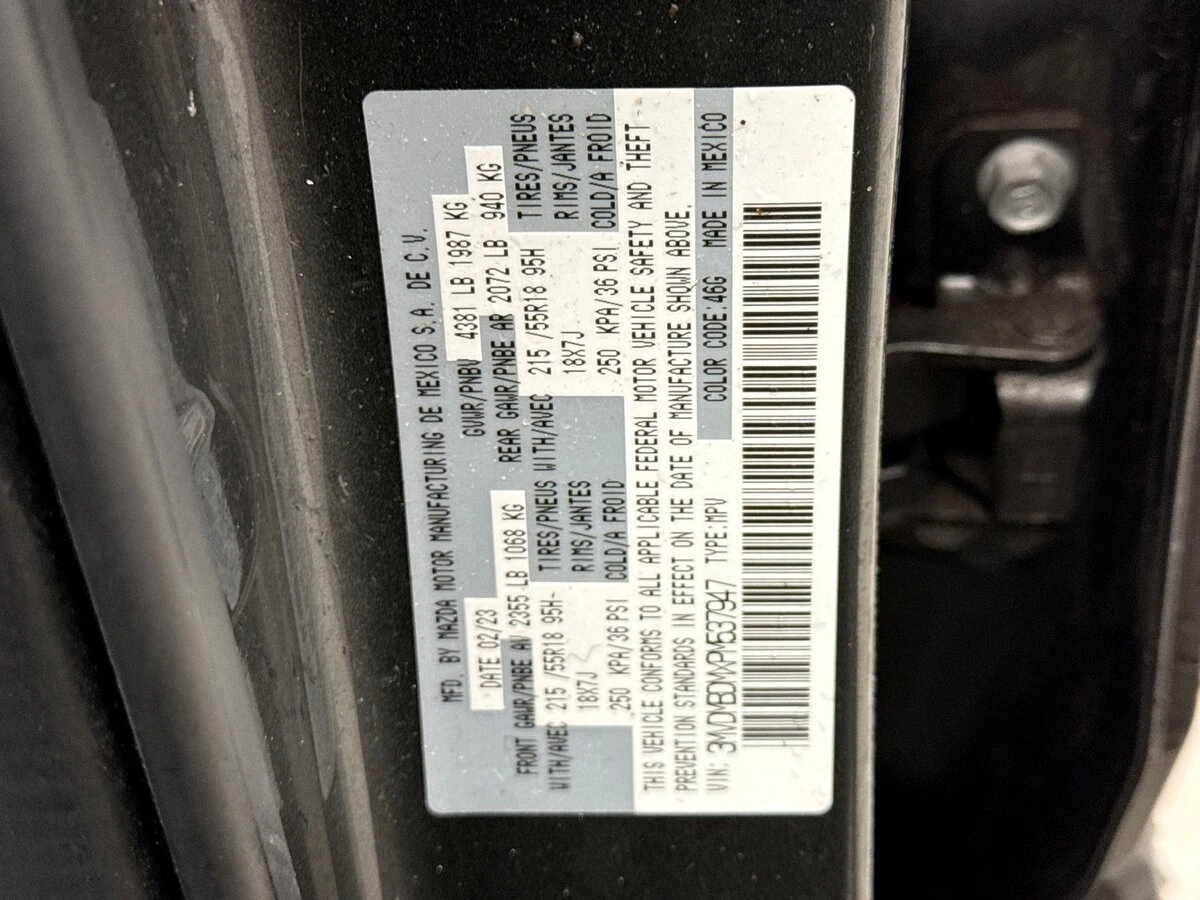 MFD. BY MAZDA MOTOR MANUFACTURING DE MEXICO S.A. DE C.V.
DATE 02/23 GVWR/PNBV 4381 LB 1987 KG
FRONT GAWR/PNBE AV 2355 LB 1068 KG REAR GAWR/PNBE AR 2072 LB 940 KG
WITH/AVEC 215 /55R18 95H TIRES/PNEUS WITH/AVEC 215 /55R18 95H TIRES/PNEUS
18X7J RIMS/JANTES 18X7J RIMS/JANTES
250 KPA/36 PSI COLD/A FROID 250 KPA/36 PSI COLD/A FROID
THIS VEHICLE CONFORMS TO ALL APPLICABLE FEDERAL MOTOR VEHICLE SAFETY AND THEFT
PREVENTION STANDARDS IN EFFECT ON THE DATE OF MANUFACTURE SHOWN ABOVE.
VIN: TYPE:MPV COLOR CODE:46G MADE IN MEXICO